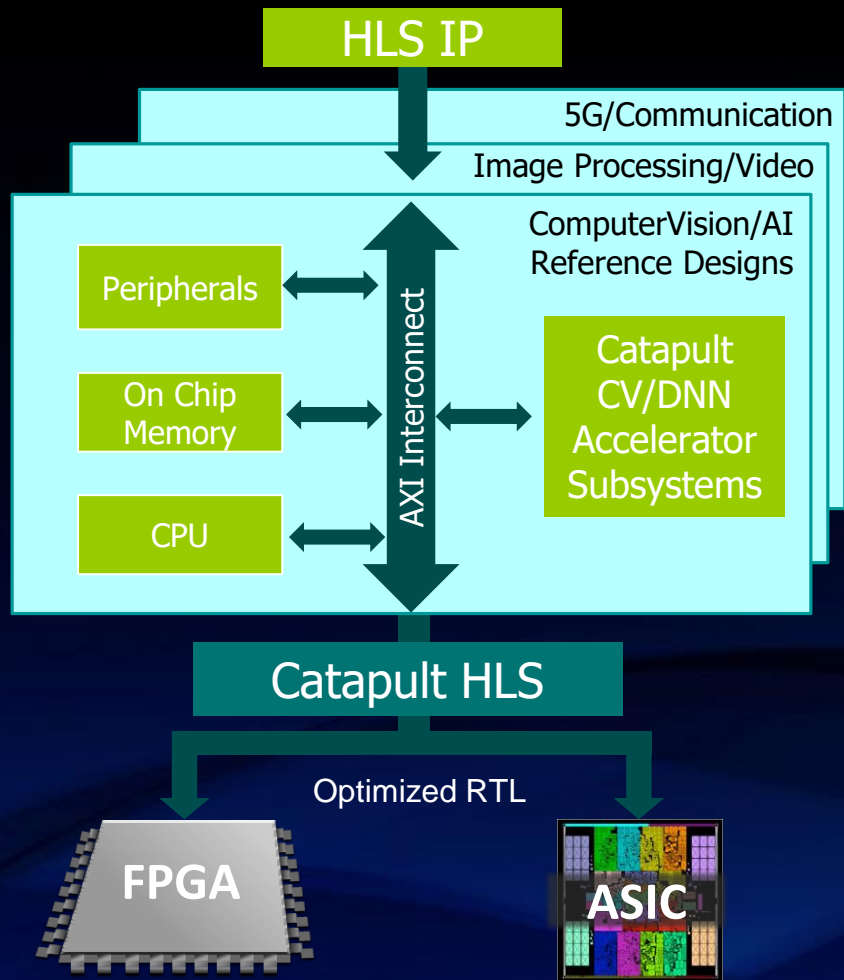 HLS IP
5G/Communication
Image Processing/Video
ComputerVision/AI
Reference Designs
Peripherals
On Chip
Memory
CPU
AXI Interconnect
Catapult
CV/DNN
Accelerator
Subsystems
Catapult HLS
Optimized RTL
FPGA
ASIC